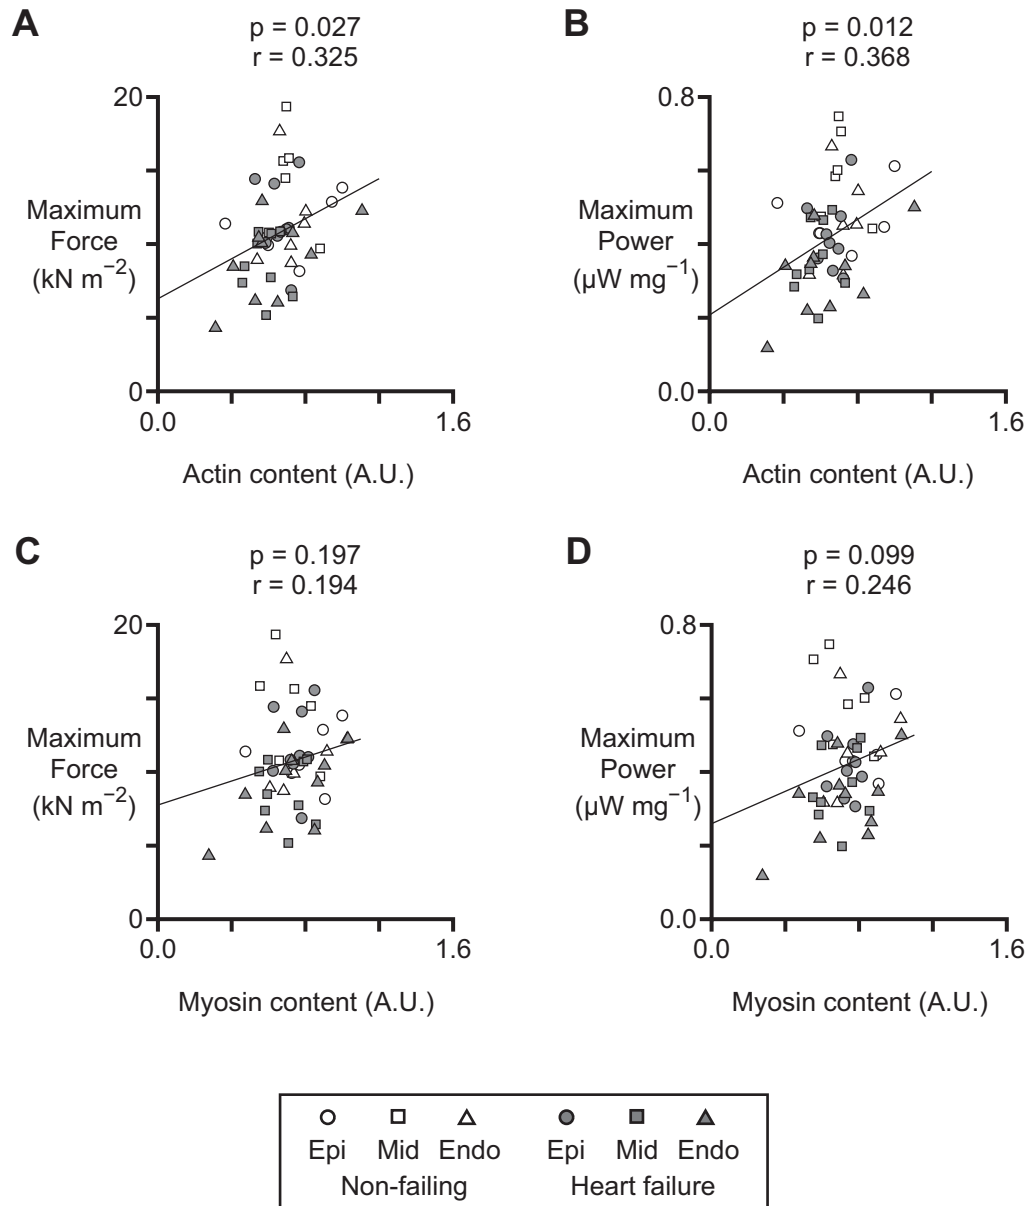 A
p = 0.027
r = 0.325
20
Maximum
Force
(kN m⁻²)
0
0.0
1.6
Actin content (A.U.)
B
p = 0.012
r = 0.368
0.8
Maximum
Power
(µW mg⁻¹)
0.0
0.0
1.6
Actin content (A.U.)
C
p = 0.197
r = 0.194
20
Maximum
Force
(kN m⁻²)
0
0.0
1.6
Myosin content (A.U.)
D
p = 0.099
r = 0.246
0.8
Maximum
Power
(µW mg⁻¹)
0.0
0.0
1.6
Myosin content (A.U.)
Epi Mid Endo Epi Mid Endo
Non-failing Heart failure